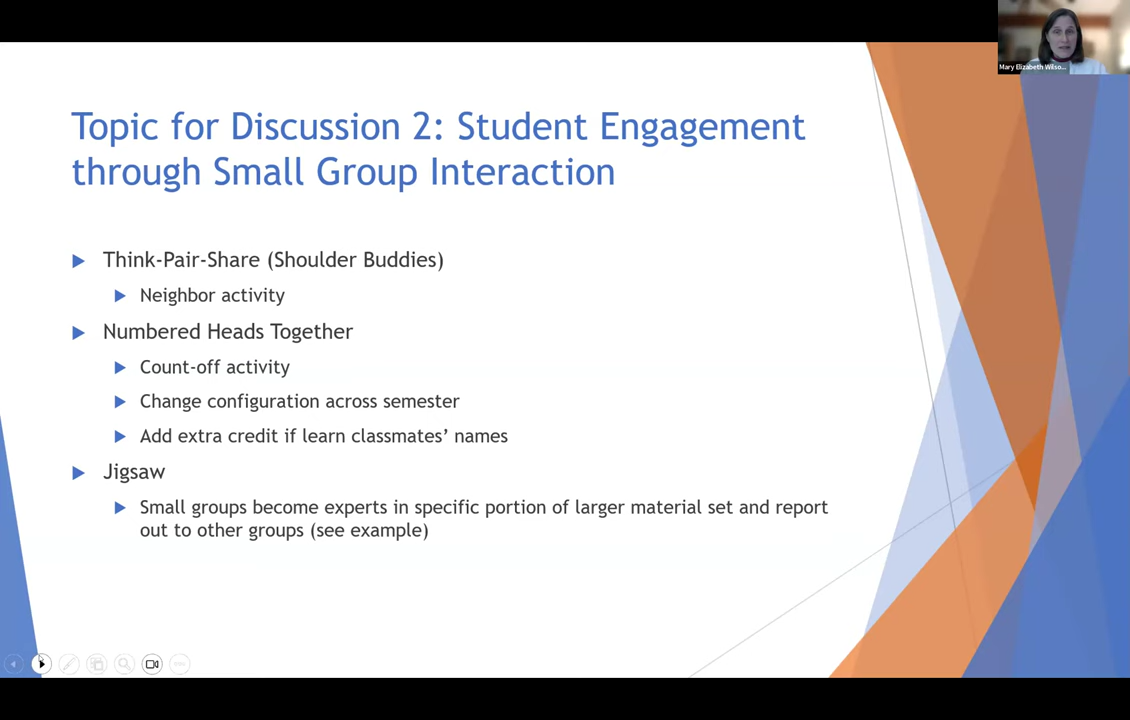 Mary Elizabeth Wilso...
Topic for Discussion 2: Student Engagement
through Small Group Interaction
Think-Pair-Share (Shoulder Buddies)
Neighbor activity
Numbered Heads Together
Count-off activity
Change configuration across semester
Add extra credit if learn classmates’ names
Jigsaw
Small groups become experts in specific portion of larger material set and report
out to other groups (see example)